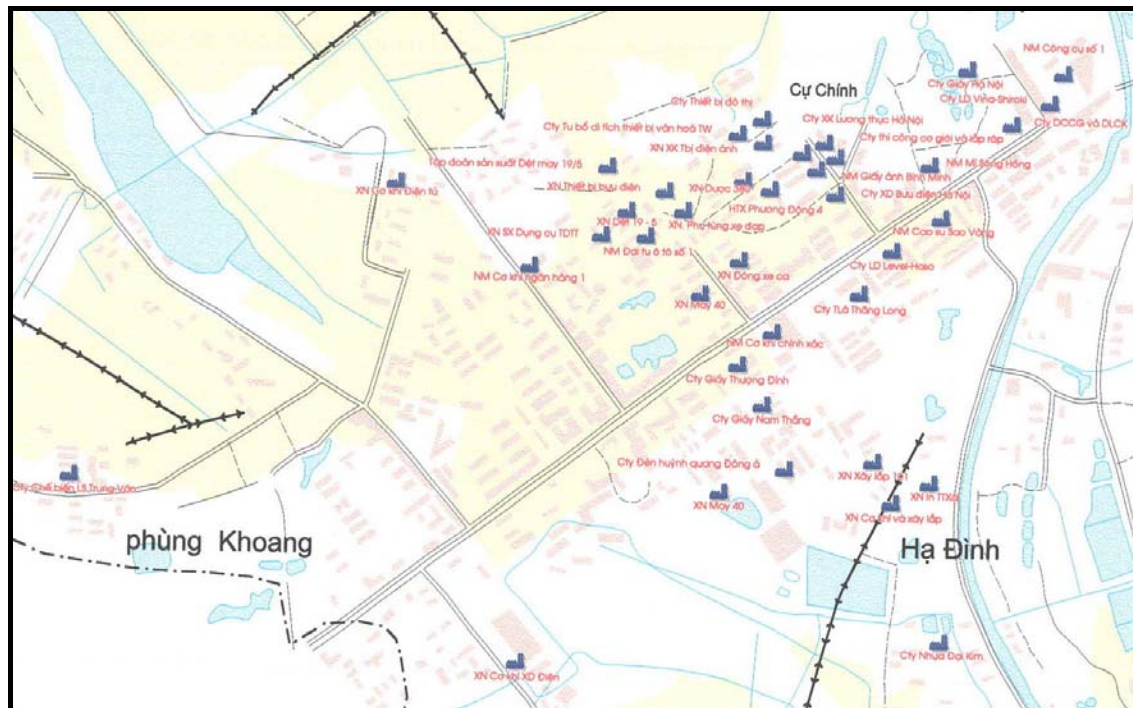 NM Công cụ số 1
Cty Giấy Hà Nội
Cự Chính
Cty LD Vina-Shiroki
Cty Thiết bị đô thị
Cty XK Lương thực Hà Nội
Cty DCCG và DLCK
Cty Tu bổ di tích thiết bị văn hoá TW
Cty thi công cơ giới và lắp ráp
XN XK Tbị điện ảnh
Tập đoàn sản xuất Dệt may 19/5
NM Mì Sông Hồng
NM Giấy ảnh Bình Minh
XN Cơ khí Điện tử
XN Thiết bị bưu điện
XN Dược
Cty XD Bưu điện Hà Nội
HTX Phương Đông 4
XN Dệt 19 - 5
XN. Phụ tùng xe đạp
NM Cao su Sao Vàng
XN SX Dụng cụ TDTT
NM Đại tu ô tô số 1
Cty LD Lever-Haso
XN Đóng xe ca
NM Cơ khí ngân hàng 1
XN May 40
Cty TLá Thăng Long
NM Cơ khí chính xác
Cty Giầy Thượng Đình
Cty Giấy Nam Thắng
Cty Đèn huỳnh quang Đông á
XN Xây lắp 101
Cty Chế biến LS Trung-Văn
XN In TTXã
XN May 40
XN Cơ khí và xây lắp
phùng Khoang
Hạ Đình
Cty Nhựa Đại Kim
XN Cơ khí XD Điện